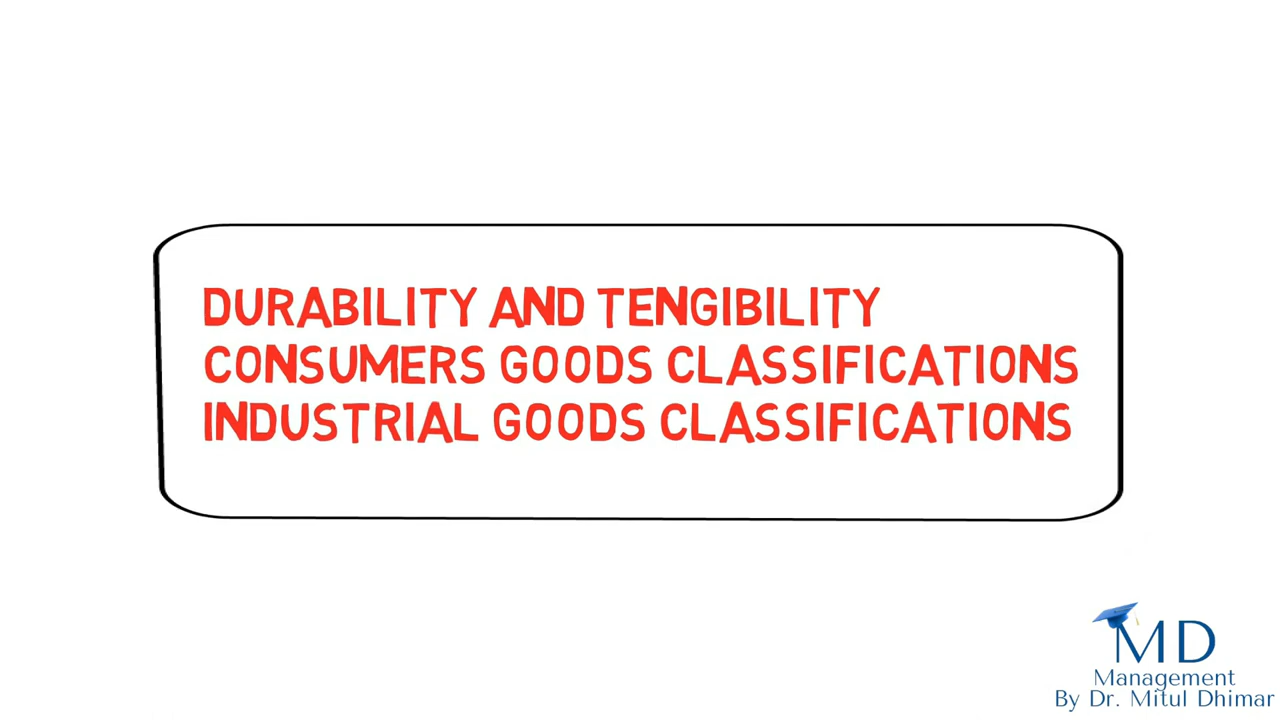 DURABILITY AND TENGIBILITY
CONSUMERS GOODS CLASSIFICATIONS
INDUSTRIAL GOODS CLASSIFICATIONS
MD
Management
By Dr. Mitul Dhimar